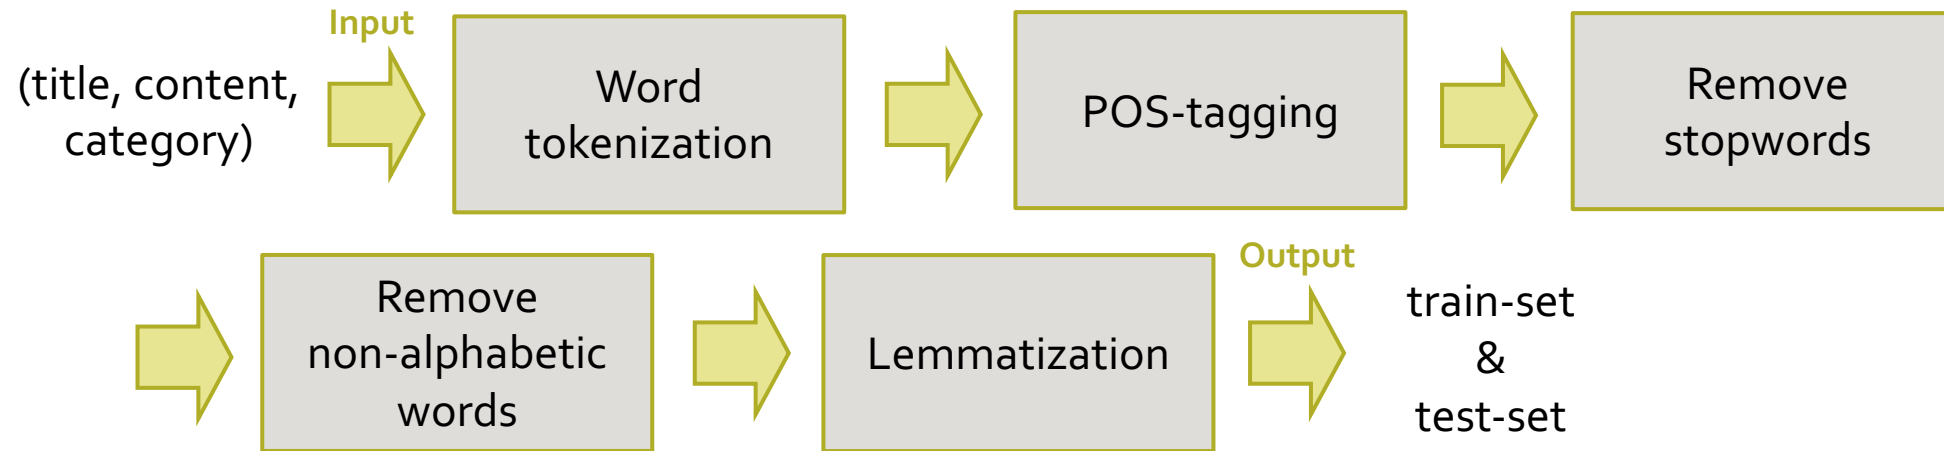 Input
(title, content,
category)
Word
tokenization
POS-tagging
Remove
stopwords
Remove
non-alphabetic
words
Lemmatization
Output
train-set
&
test-set